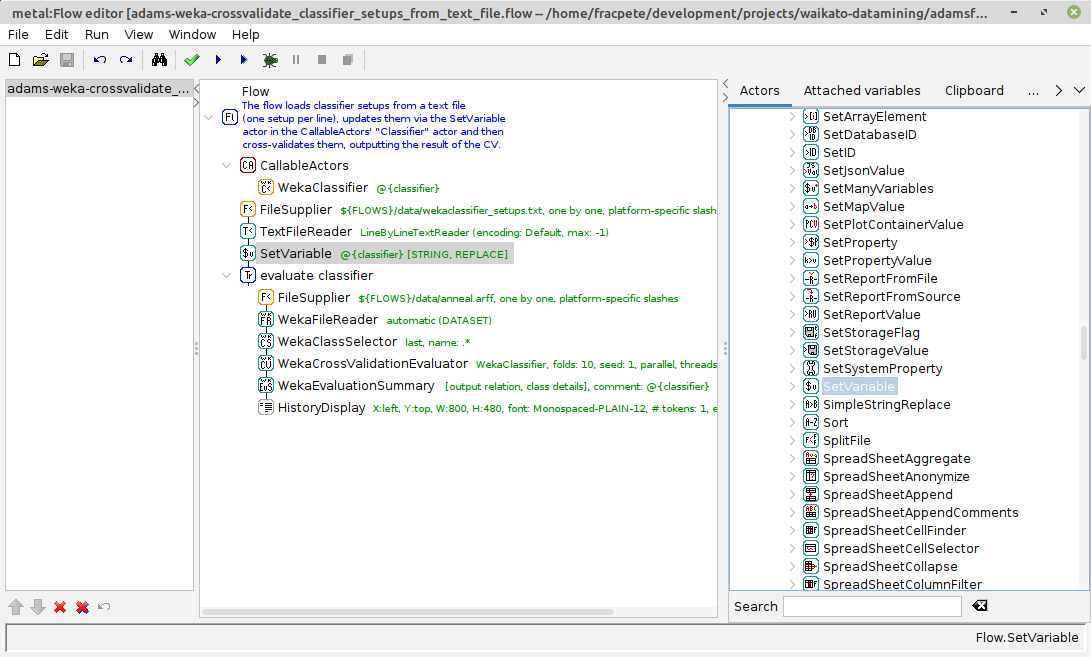 metal:Flow editor [adams-weka-crossvalidate_classifier_setups_from_text_file.flow -- /home/fracpete/development/projects/waikato-datamining/adamsf...
File Edit Run View Window Help
adams-weka-crossvalidate_...
Flow
The flow loads classifier setups from a text file
(one setup per line), updates them via the SetVariable
actor in the CallableActors' "Classifier" actor and then
cross-validates them, outputting the result of the CV.
CallableActors
WekaClassifier @{classifier}
FileSupplier ${FLOWS}/data/wekaclassifier_setups.txt, one by one, platform-specific slash
TextFileReader LineByLineTextReader (encoding: Default, max: -1)
SetVariable @{classifier} [STRING, REPLACE]
evaluate classifier
FileSupplier ${FLOWS}/data/anneal.arff, one by one, platform-specific slashes
WekaFileReader automatic (DATASET)
WekaClassSelector last, name: .*
WekaCrossValidationEvaluator WekaClassifier, folds: 10, seed: 1, parallel, threads
WekaEvaluationSummary [output relation, class details], comment: @{classifier}
HistoryDisplay X:left, Y:top, W:800, H:480, font: Monospaced-PLAIN-12, # tokens: 1, e
Actors Attached variables Clipboard ...
SetArrayElement
SetDatabaseID
SetID
SetJsonValue
SetManyVariables
SetMapValue
SetPlotContainerValue
SetProperty
SetPropertyValue
SetReportFromFile
SetReportFromSource
SetReportValue
SetStorageFlag
SetStorageValue
SetSystemProperty
SetVariable
SimpleStringReplace
Sort
SplitFile
SpreadSheetAggregate
SpreadSheetAnonymize
SpreadSheetAppend
SpreadSheetAppendComments
SpreadSheetCellFinder
SpreadSheetCellSelector
SpreadSheetCollapse
SpreadSheetColumnFilter
Search
Flow.SetVariable